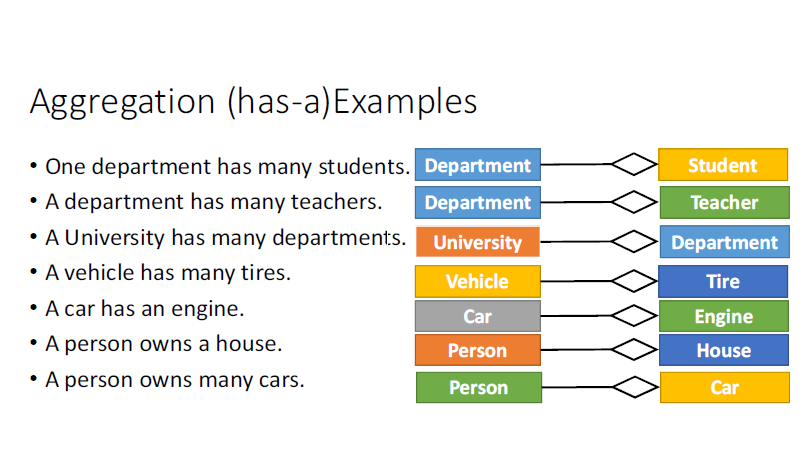 Aggregation (has-a)Examples
• One department has many students.
• A department has many teachers.
• A University has many departments.
• A vehicle has many tires.
• A car has an engine.
• A person owns a house.
• A person owns many cars.
Department Student
Department Teacher
University Department
Vehicle Tire
Car Engine
Person House
Person Car